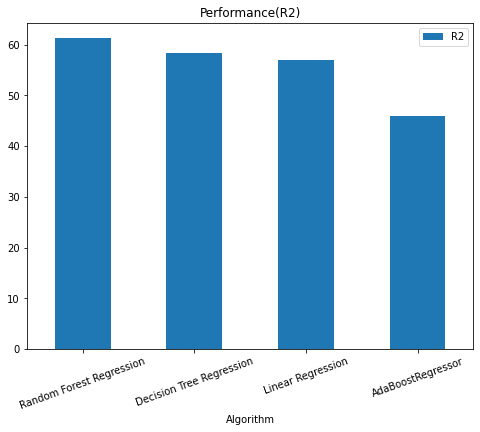 Performance(R2)
R2
60
50
40
30
20
10
0
Random Forest Regression
Decision Tree Regression
Linear Regression
AdaBoostRegressor
Algorithm